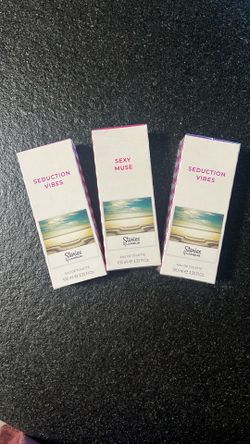 SEDUCTION
VIBES
Stories
EAU DE TOILETTE
SEXY
MUSE
Stories
EAU DE TOILETTE
SEDUCTION
VIBES
Stories
EAU DE TOILETTE